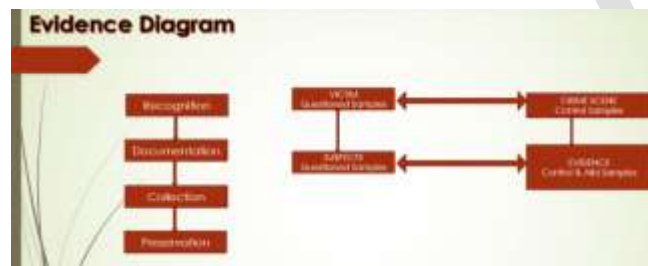 Evidence Diagram
Recognition
Documentation
Collection
Preservation
VICTIM
Questioned Samples
SUSPECTS
Questioned Samples
CRIME SCENE
Control Samples
EVIDENCE
Control & Alibi Samples